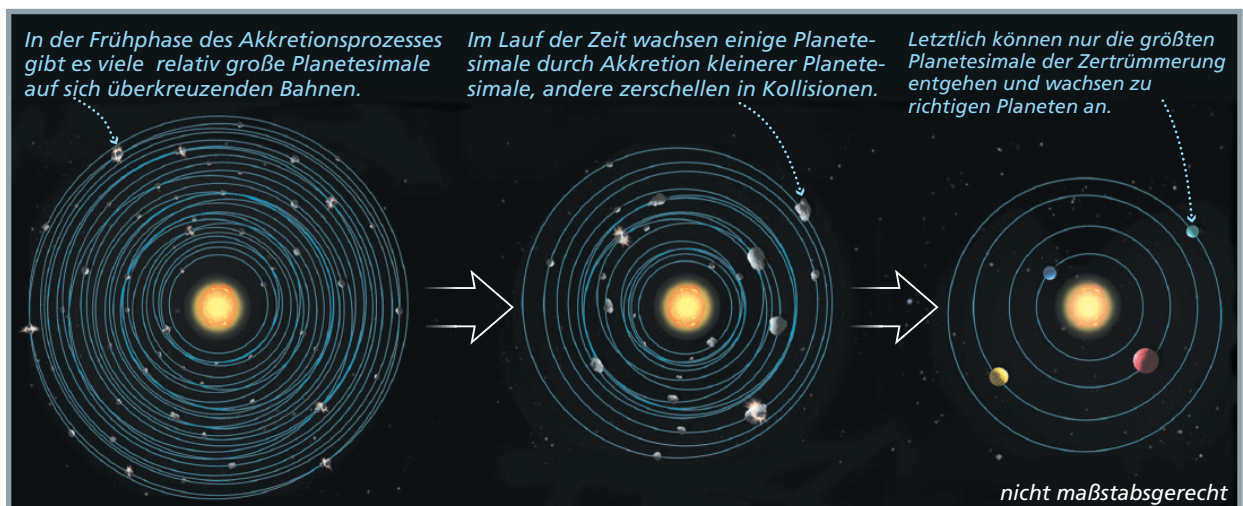 In der Frühphase des Akkretionsprozesses
gibt es viele relativ große Planetesimale
auf sich überkreuzenden Bahnen.
Im Lauf der Zeit wachsen einige Planete-
simale durch Akkretion kleinerer Planete-
simale, andere zerschellen in Kollisionen.
Letztlich können nur die größten
Planetesimale der Zertrümmerung
entgehen und wachsen zu
richtigen Planeten an.
nicht maßstabsgerecht